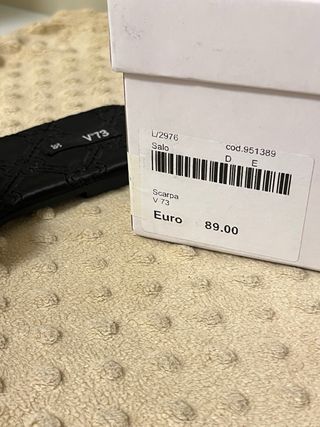 L/2976 cod.951389
Salo D E
Scarpa
V 73
Euro 89.00
V73